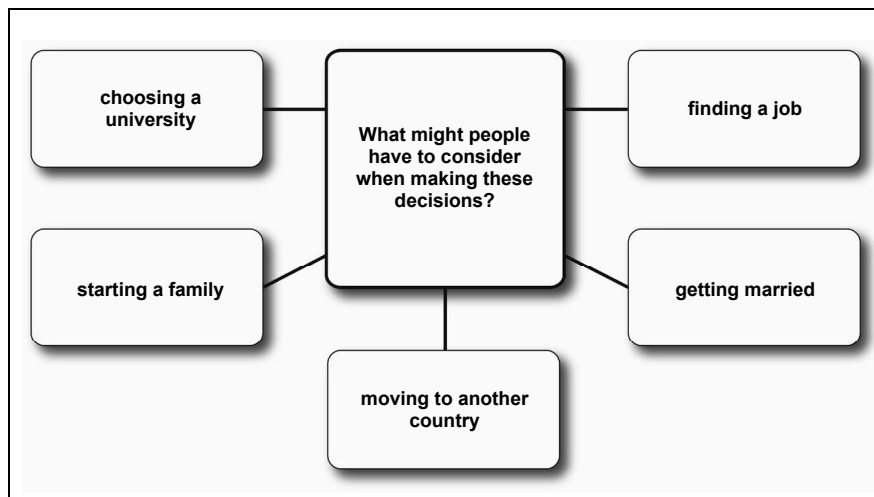 choosing a
university
What might people
have to consider
when making these
decisions?
finding a job
starting a family
getting married
moving to another
country